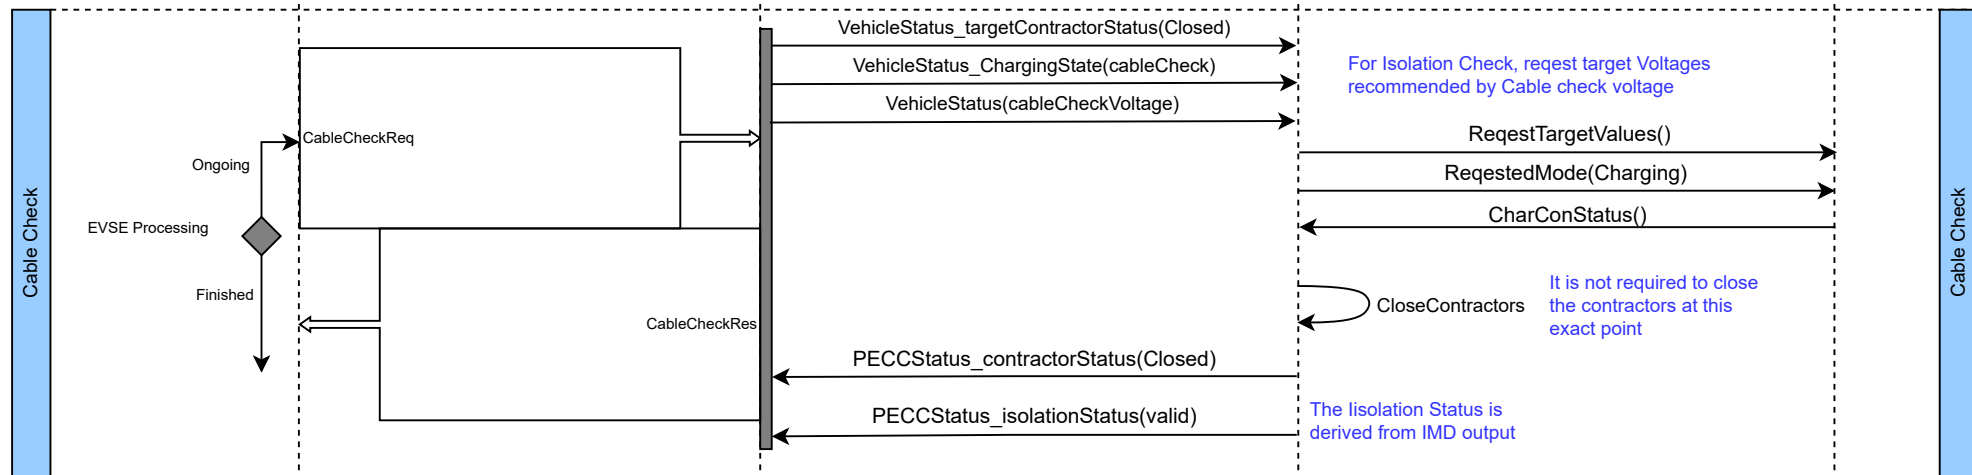 Cable Check
VehicleStatus_targetContractorStatus(Closed)
VehicleStatus_ChargingState(cableCheck)
For Isolation Check, reqest target Voltages
recommended by Cable check voltage
VehicleStatus(cableCheckVoltage)
CableCheckReq
ReqestTargetValues()
Ongoing
ReqestedMode(Charging)
CharConStatus()
EVSE Processing
Finished
It is not required to close
the contractors at this
exact point
CloseContractors
CableCheckRes
PECCStatus_contractorStatus(Closed)
PECCStatus_isolationStatus(valid)
The Iisolation Status is
derived from IMD output
Cable Check